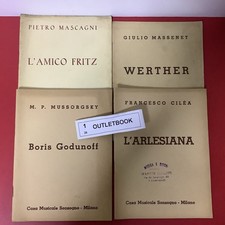 PIETRO MASCAGNI
L'AMICO FRITZ
GIULIO MASSENET
WERTHER
M. P. MUSSORGSKY
Boris Godunoff
Casa Musicale Sonzogno - Milano
FRANCESCO CILÉA
L'ARLESIANA
Casa Musicale Sonzogno - Milano
OUTLETBOOK